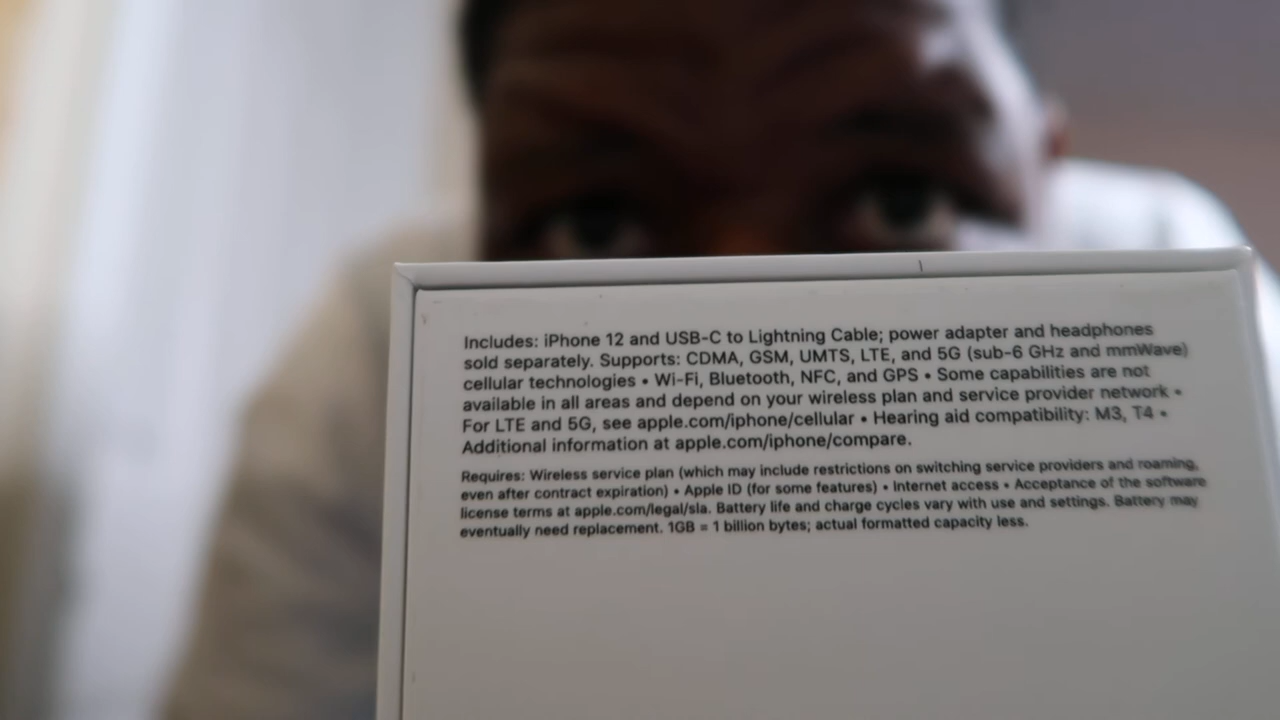 Includes: iPhone 12 and USB-C to Lightning Cable; power adapter and headphones
sold separately. Supports: CDMA, GSM, UMTS, LTE, and 5G (sub-6 GHz and mmWave)
cellular technologies • Wi-Fi, Bluetooth, NFC, and GPS • Some capabilities are not
available in all areas and depend on your wireless plan and service provider network •
For LTE and 5G, see apple.com/iphone/cellular • Hearing aid compatibility: M3, T4 •
Additional information at apple.com/iphone/compare.
Requires: Wireless service plan (which may include restrictions on switching service providers and roaming,
even after contract expiration) • Apple ID (for some features) • Internet access • Acceptance of the software
license terms at apple.com/legal/sla. Battery life and charge cycles vary with use and settings. Battery may
eventually need replacement. 1GB = 1 billion bytes; actual formatted capacity less.